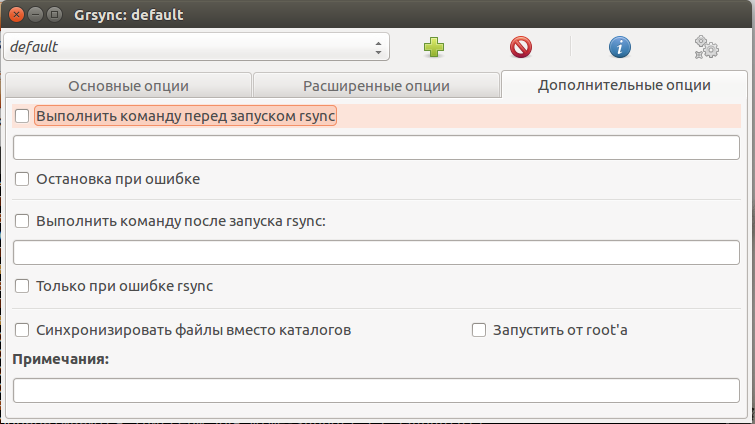 Grsync: default
default
Основные опции
Расширенные опции
Дополнительные опции
Выполнить команду перед запуском rsync
Остановка при ошибке
Выполнить команду после запуска rsync:
Только при ошибке rsync
Синхронизировать файлы вместо каталогов
Запустить от root'а
Примечания: